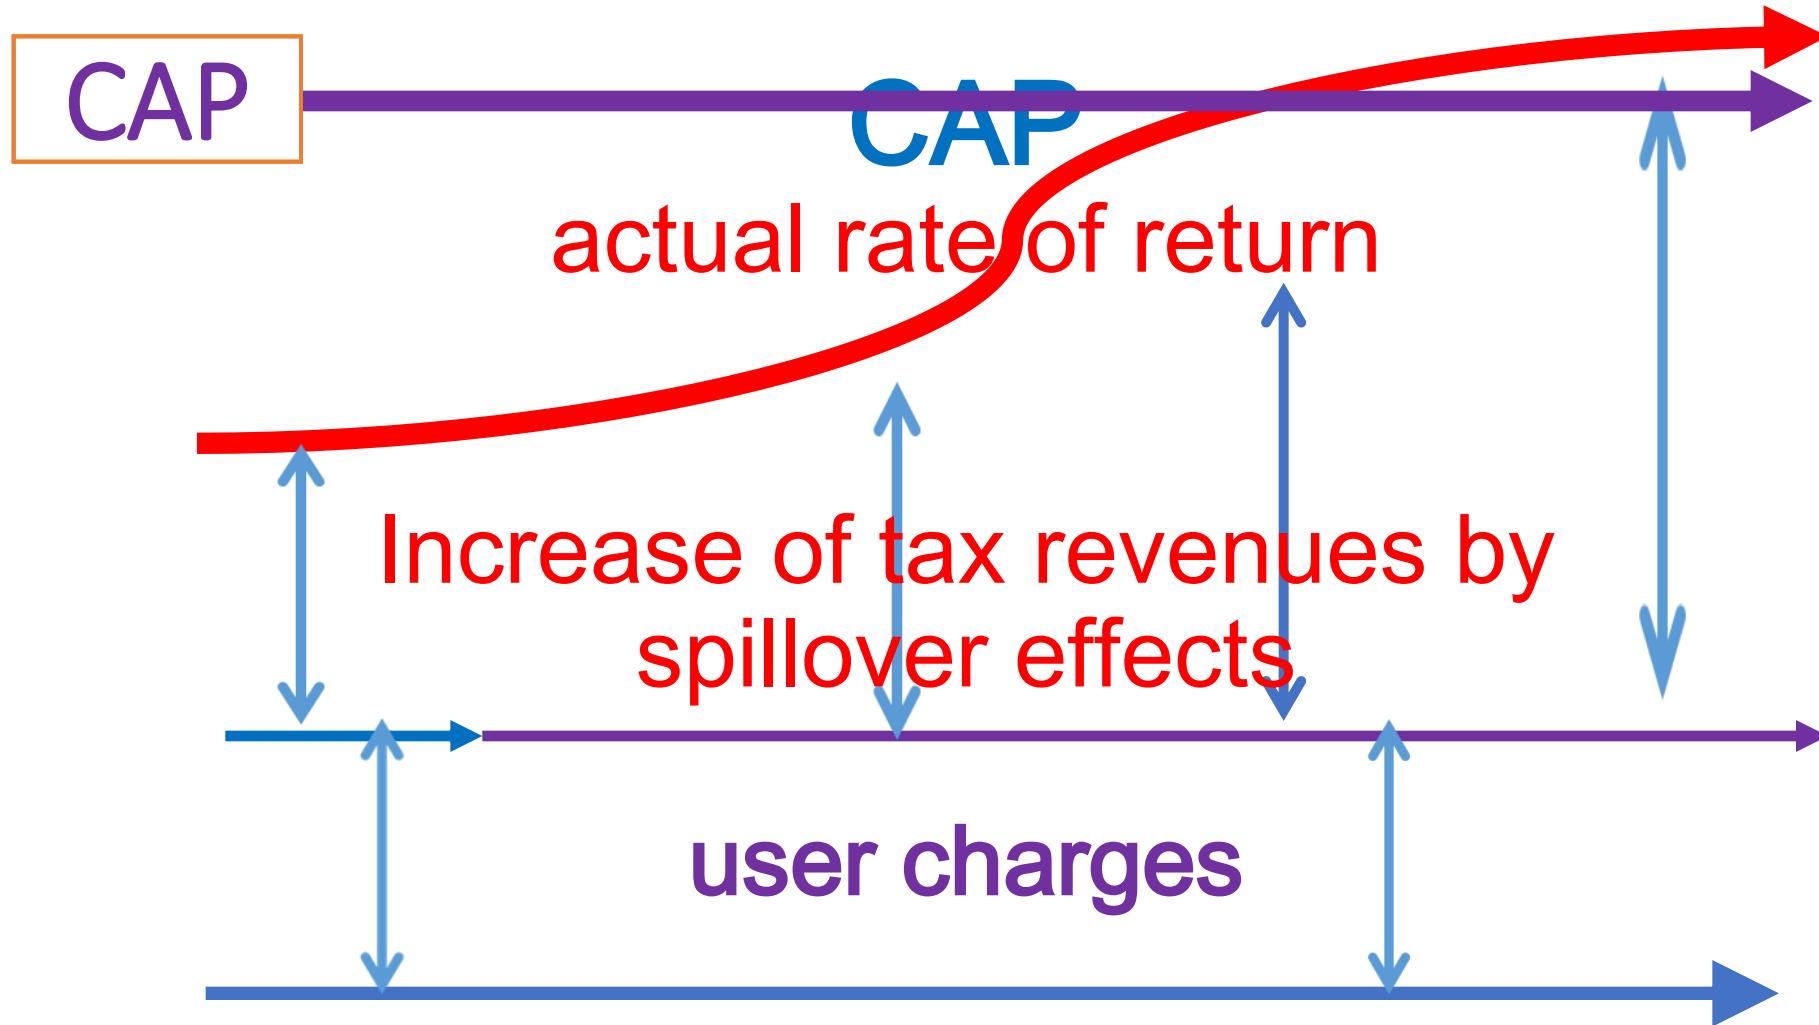 CAP
CAP
actual rate of return
Increase of tax revenues by
spillover effects
user charges